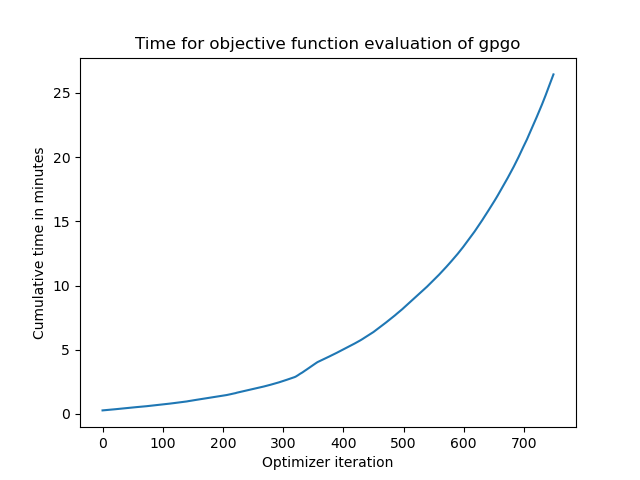 Time for objective function evaluation of gpgo
Cumulative time in minutes
25
20
15
10
5
0
0 100 200 300 400 500 600 700
Optimizer iteration